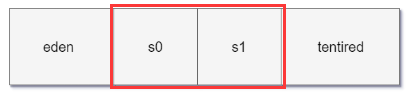 eden s0 s1 tentired